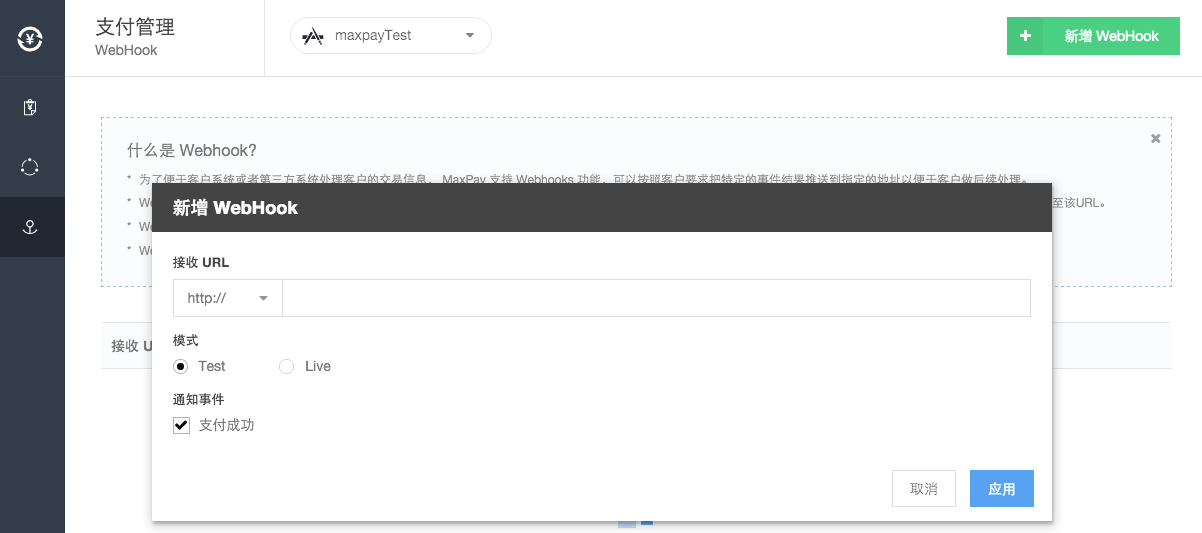 支付管理
WebHook
maxpayTest
新增 WebHook
什么是 Webhook?
* 为了便于客户系统或者第三方系统处理客户的交易信息， MaxPay 支持 Webhooks 功能，可以按照客户要求把特定的事件结果推送到指定的地址以便于客户做后续处理。
* We
至该URL。
* We
* We
新增 WebHook
接收 URL
http://
接收 U
模式
Test
Live
通知事件
支付成功
取消
应用